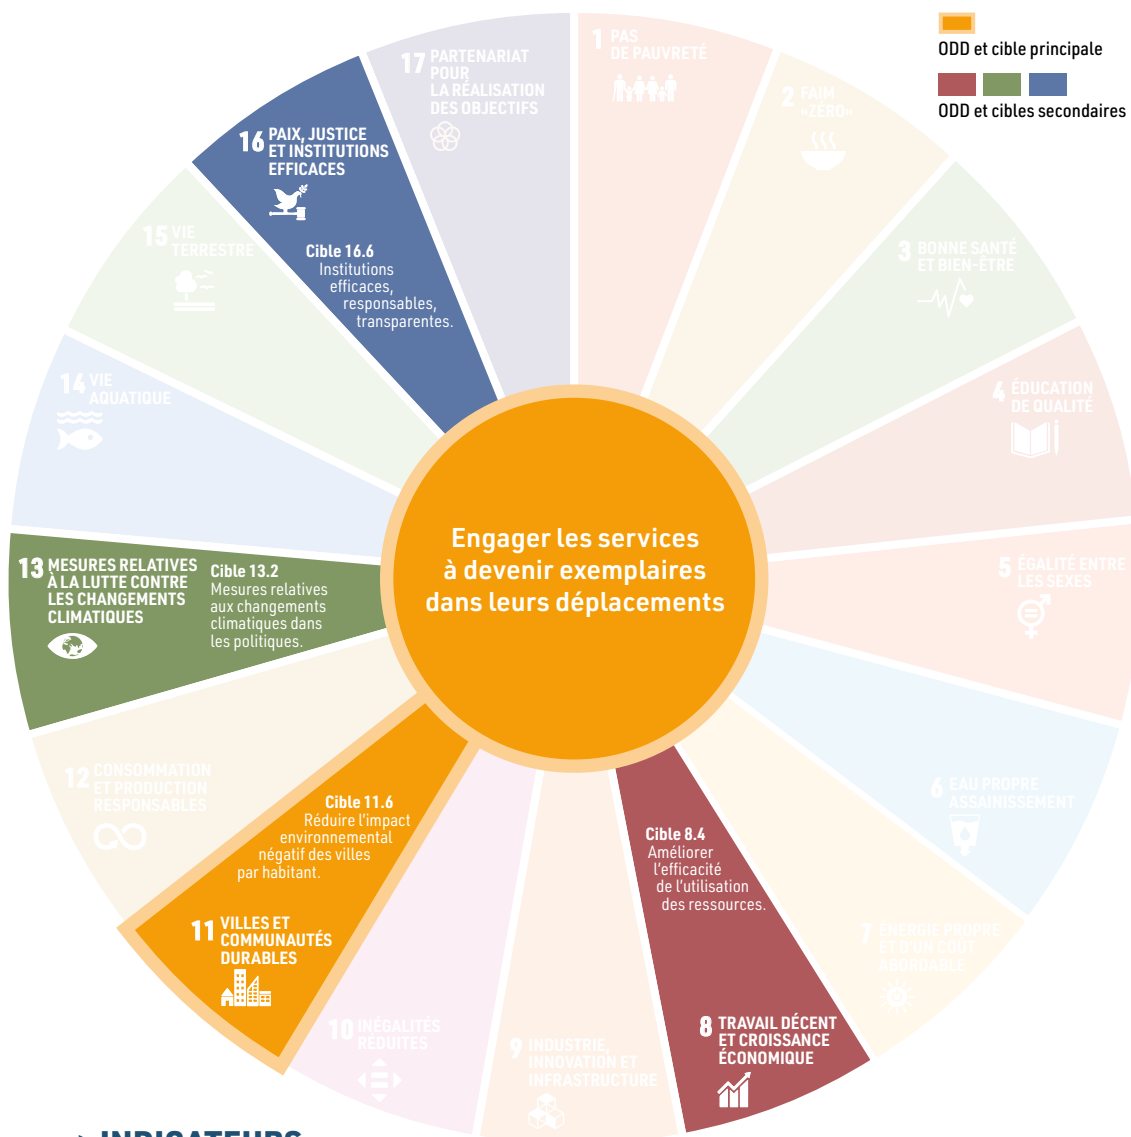 ODD et cible principale
ODD et cibles secondaires
1 PAS
DE PAUVRETÉ
2 FAIM
«ZÉRO»
3 BONNE SANTÉ
ET BIEN-ÊTRE
4 ÉDUCATION
DE QUALITÉ
5 ÉGALITÉ ENTRE
LES SEXES
6 EAU PROPRE
ASSAINISSEMENT
7 ÉNERGIE PROPRE
ET D'UN COÛT
ABORDABLE
Cible 8.4
Améliorer
l'efficacité
de l'utilisation
des ressources.
8 TRAVAIL DÉCENT
ET CROISSANCE
ÉCONOMIQUE
9 INDUSTRIE,
INNOVATION ET
INFRASTRUCTURE
10 INÉGALITÉS
RÉDUITES
Cible 11.6
Réduire l'impact
environnemental
négatif des villes
par habitant.
11 VILLES ET
COMMUNAUTÉS
DURABLES
12 CONSOMMATION
ET PRODUCTION
RESPONSABLES
13 MESURES RELATIVES
À LA LUTTE CONTRE
LES CHANGEMENTS
CLIMATIQUES
Cible 13.2
Mesures relatives
aux changements
climatiques dans
les politiques.
14 VIE
AQUATIQUE
15 VIE
TERRESTRE
16 PAIX, JUSTICE
ET INSTITUTIONS
EFFICACES
Cible 16.6
Institutions
efficaces,
responsables,
transparentes.
17 PARTENARIAT
POUR
LA RÉALISATION
DES OBJECTIFS
Engager les services
à devenir exemplaires
dans leurs déplacements
INDICATEURS